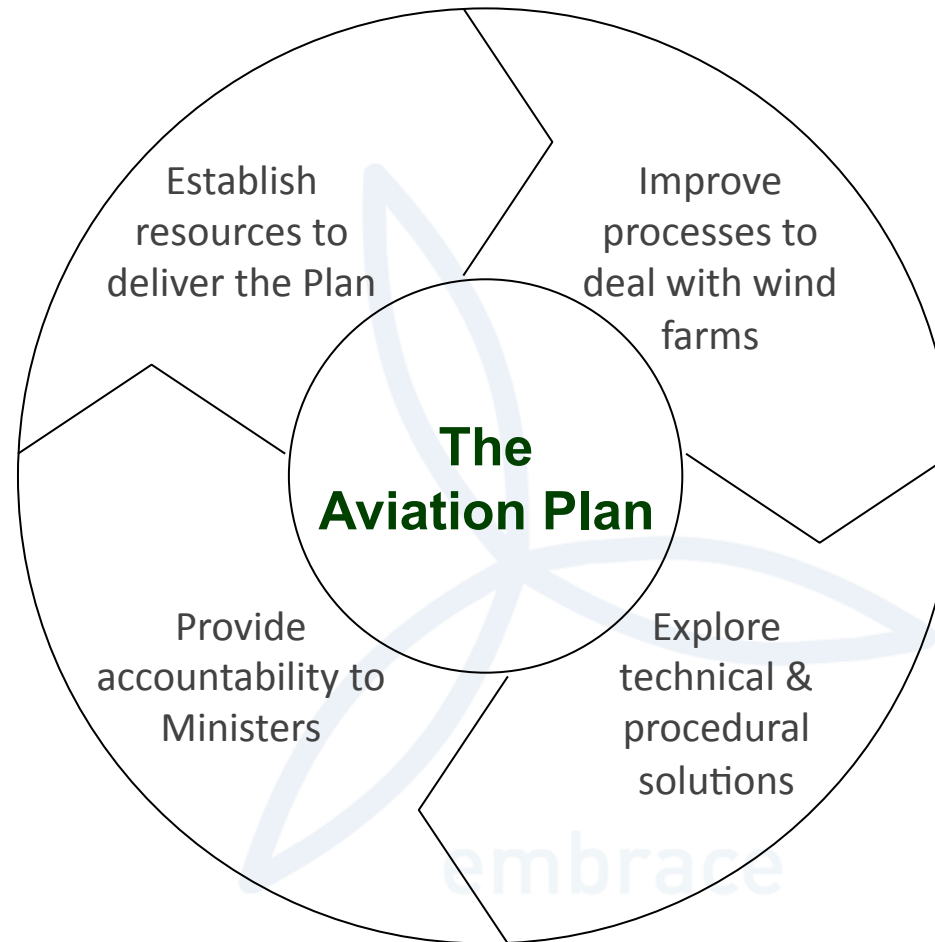 Establish
resources to
deliver the Plan
Improve
processes to
deal with wind
farms
The
Aviation Plan
Provide
accountability to
Ministers
Explore
technical &
procedural
solutions
embrace